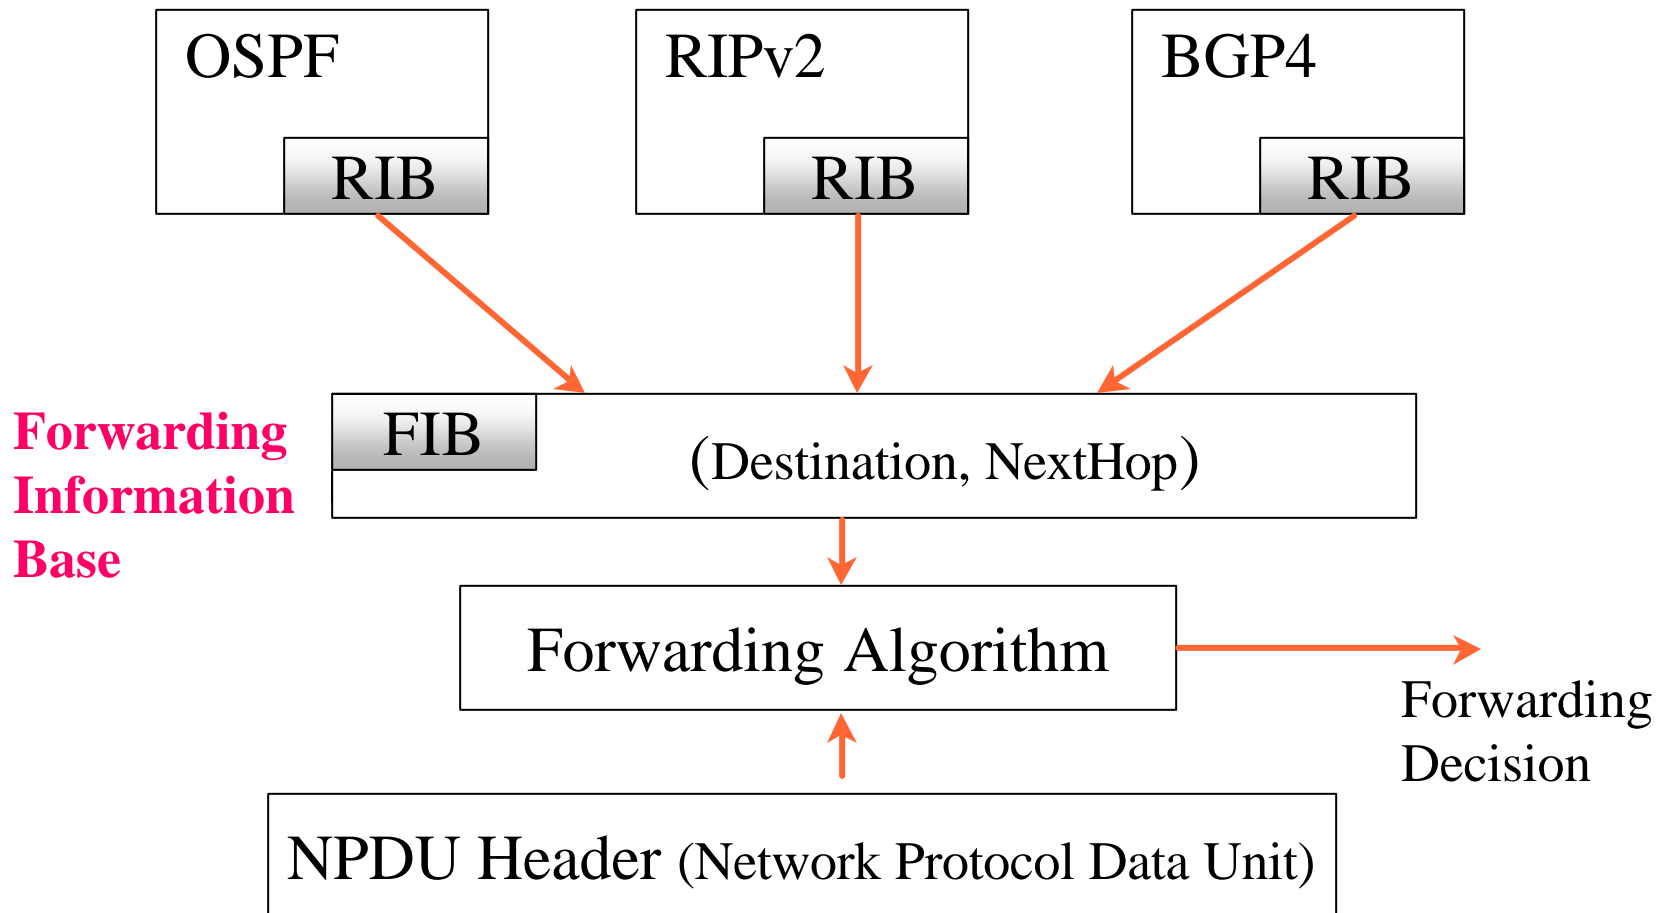 OSPF
RIPv2
BGP4
RIB
RIB
RIB
Forwarding
Information
Base
FIB
(Destination, NextHop)
Forwarding Algorithm
Forwarding
Decision
NPDU Header (Network Protocol Data Unit)